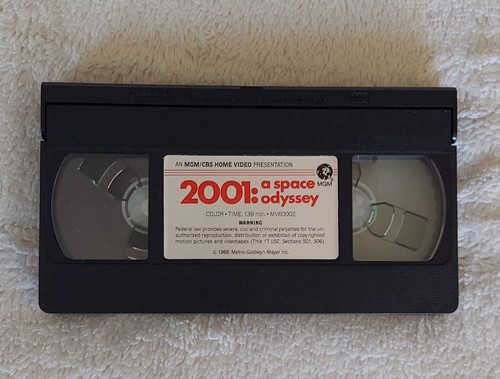 AN MGM/CBS HOME VIDEO PRESENTATION
2001: a space odyssey
MGM
COLOR • TIME: 139 min. • MV60002
WARNING
Federal law provides severe, civil and criminal penalties for the un-
authorized reproduction, distribution or exhibition of copyrighted
motion pictures and videotapes (Title 17 USC, Sections 501, 506).
© 1968, Metro-Goldwyn-Mayer Inc.